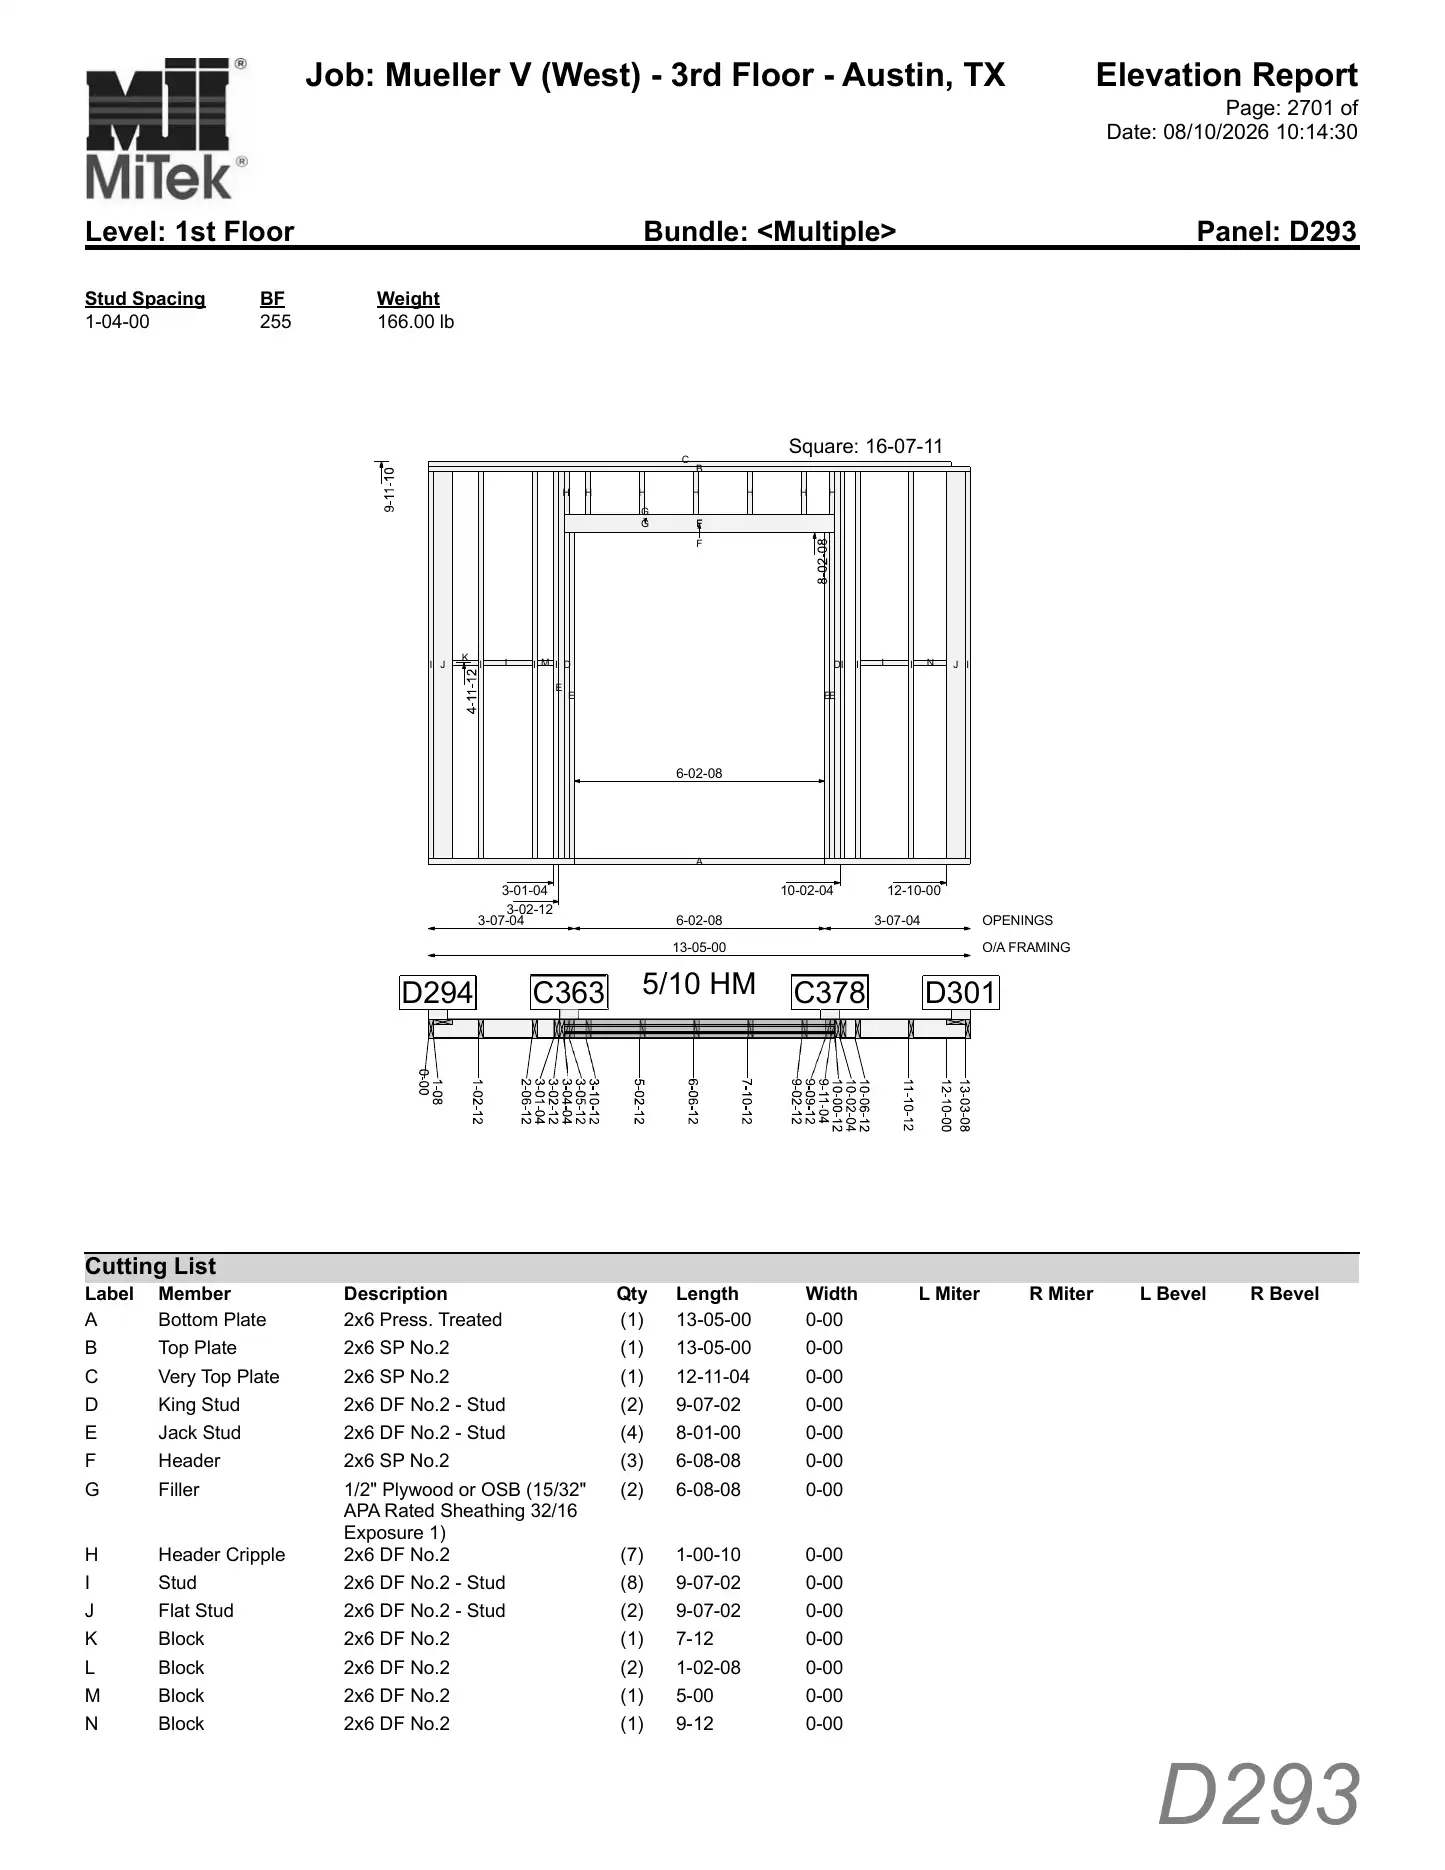 Job: Mueller V (West) - 3rd Floor - Austin, TX
Elevation Report
Page: 2701 of
Date: 08/10/2026 10:14:30
MiTek®
Level: 1st Floor Bundle: <Multiple> Panel: D293
Stud Spacing BF Weight
1-04-00 255 166.00 lb
Square: 16-07-11
C
B
9-11-10
H H H H H H H
G
G F
F
8-02-08
K
I J I L I M I D D I I L I N J I
4-11-12
E
E E E
6-02-08
A
3-01-04 10-02-04 12-10-00
3-02-12
3-07-04 6-02-08 3-07-04 OPENINGS
13-05-00 O/A FRAMING
D294 C363 5/10 HM C378 D301
0-00 1-08 1-02-12 2-06-12 3-01-04 3-02-12 3-04-04 3-05-12 3-10-12 5-02-12 6-06-12 7-10-12 9-02-12 9-09-12 9-11-04 10-00-12 10-02-04 10-06-12 11-10-12 12-10-00 13-03-08
Cutting List
Label Member Description Qty Length Width L Miter R Miter L Bevel R Bevel
A Bottom Plate 2x6 Press. Treated (1) 13-05-00 0-00
B Top Plate 2x6 SP No.2 (1) 13-05-00 0-00
C Very Top Plate 2x6 SP No.2 (1) 12-11-04 0-00
D King Stud 2x6 DF No.2 - Stud (2) 9-07-02 0-00
E Jack Stud 2x6 DF No.2 - Stud (4) 8-01-00 0-00
F Header 2x6 SP No.2 (3) 6-08-08 0-00
G Filler 1/2" Plywood or OSB (15/32" (2) 6-08-08 0-00
APA Rated Sheathing 32/16
Exposure 1)
H Header Cripple 2x6 DF No.2 (7) 1-00-10 0-00
I Stud 2x6 DF No.2 - Stud (8) 9-07-02 0-00
J Flat Stud 2x6 DF No.2 - Stud (2) 9-07-02 0-00
K Block 2x6 DF No.2 (1) 7-12 0-00
L Block 2x6 DF No.2 (2) 1-02-08 0-00
M Block 2x6 DF No.2 (1) 5-00 0-00
N Block 2x6 DF No.2 (1) 9-12 0-00
D293